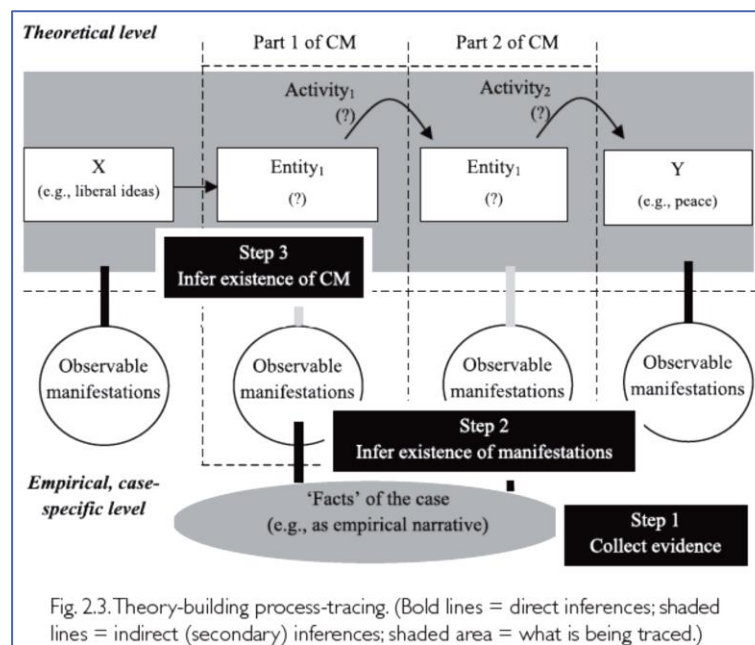 Theoretical level
Part 1 of CM
Part 2 of CM
Activity₁
(?)
Activity₂
(?)
X
(e.g., liberal ideas)
Entity₁
(?)
Entity₁
(?)
Y
(e.g., peace)
Step 3
Infer existence of CM
Observable
manifestations
Observable
manifestations
Observable
manifestations
Observable
manifestations
Step 2
Infer existence of manifestations
Empirical, case-
specific level
'Facts' of the case
(e.g., as empirical narrative)
Step 1
Collect evidence
Fig. 2.3. Theory-building process-tracing. (Bold lines = direct inferences; shaded
lines = indirect (secondary) inferences; shaded area = what is being traced.)